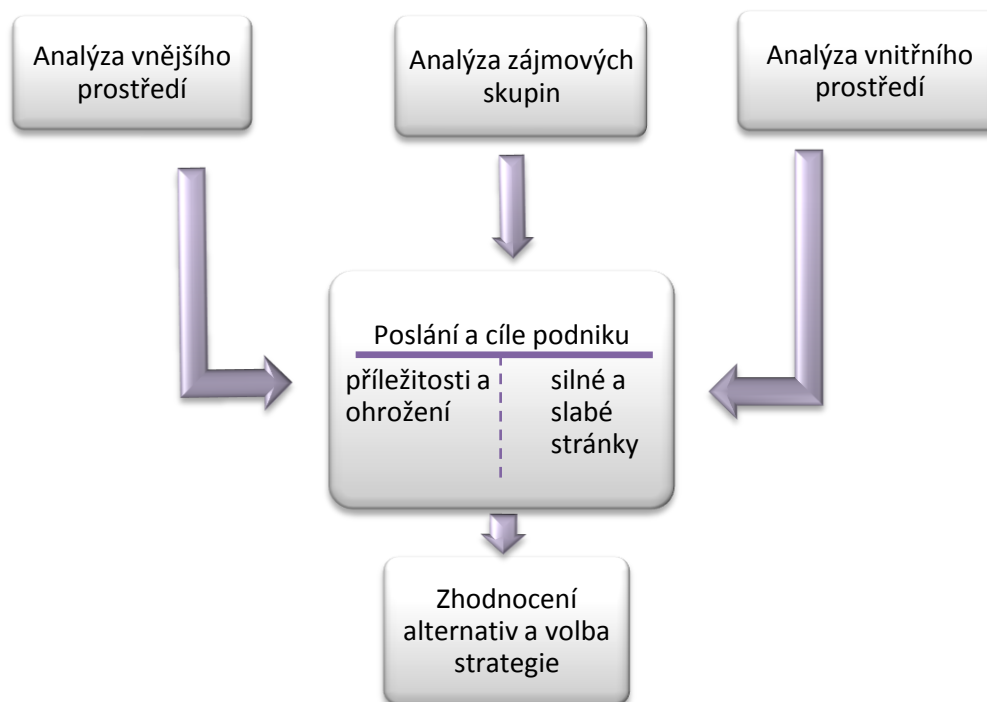 Analýza vnějšího
prostředí
Analýza zájmových
skupin
Analýza vnitřního
prostředí
Poslání a cíle podniku
příležitosti a
ohrožení
silné a
slabé
stránky
Zhodnocení
alternativ a volba
strategie